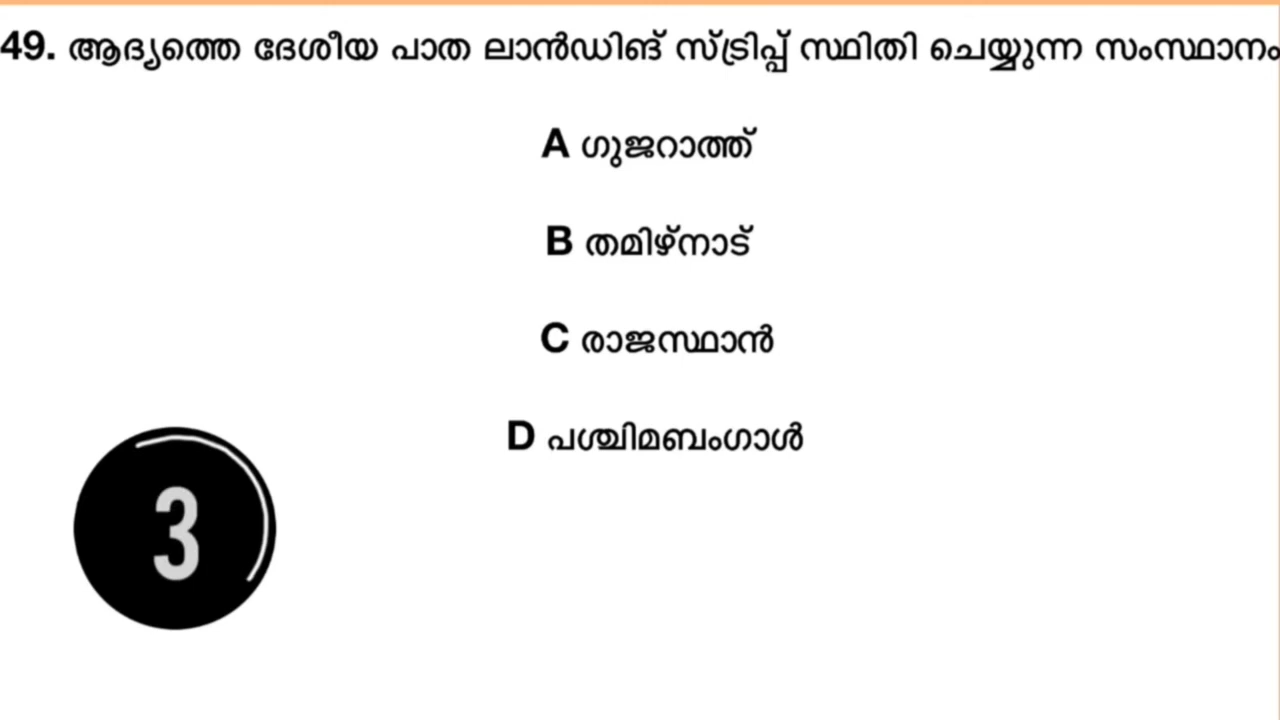 49. ആദ്യത്തെ ദേശീയ പാത ലാൻഡിങ് സ്ട്രിപ്പ് സ്ഥിതി ചെയ്യുന്ന സംസ്ഥാനം
A ഗുജറാത്ത്
B തമിഴ്നാട്
C രാജസ്ഥാൻ
D പശ്ചിമബംഗാൾ
3